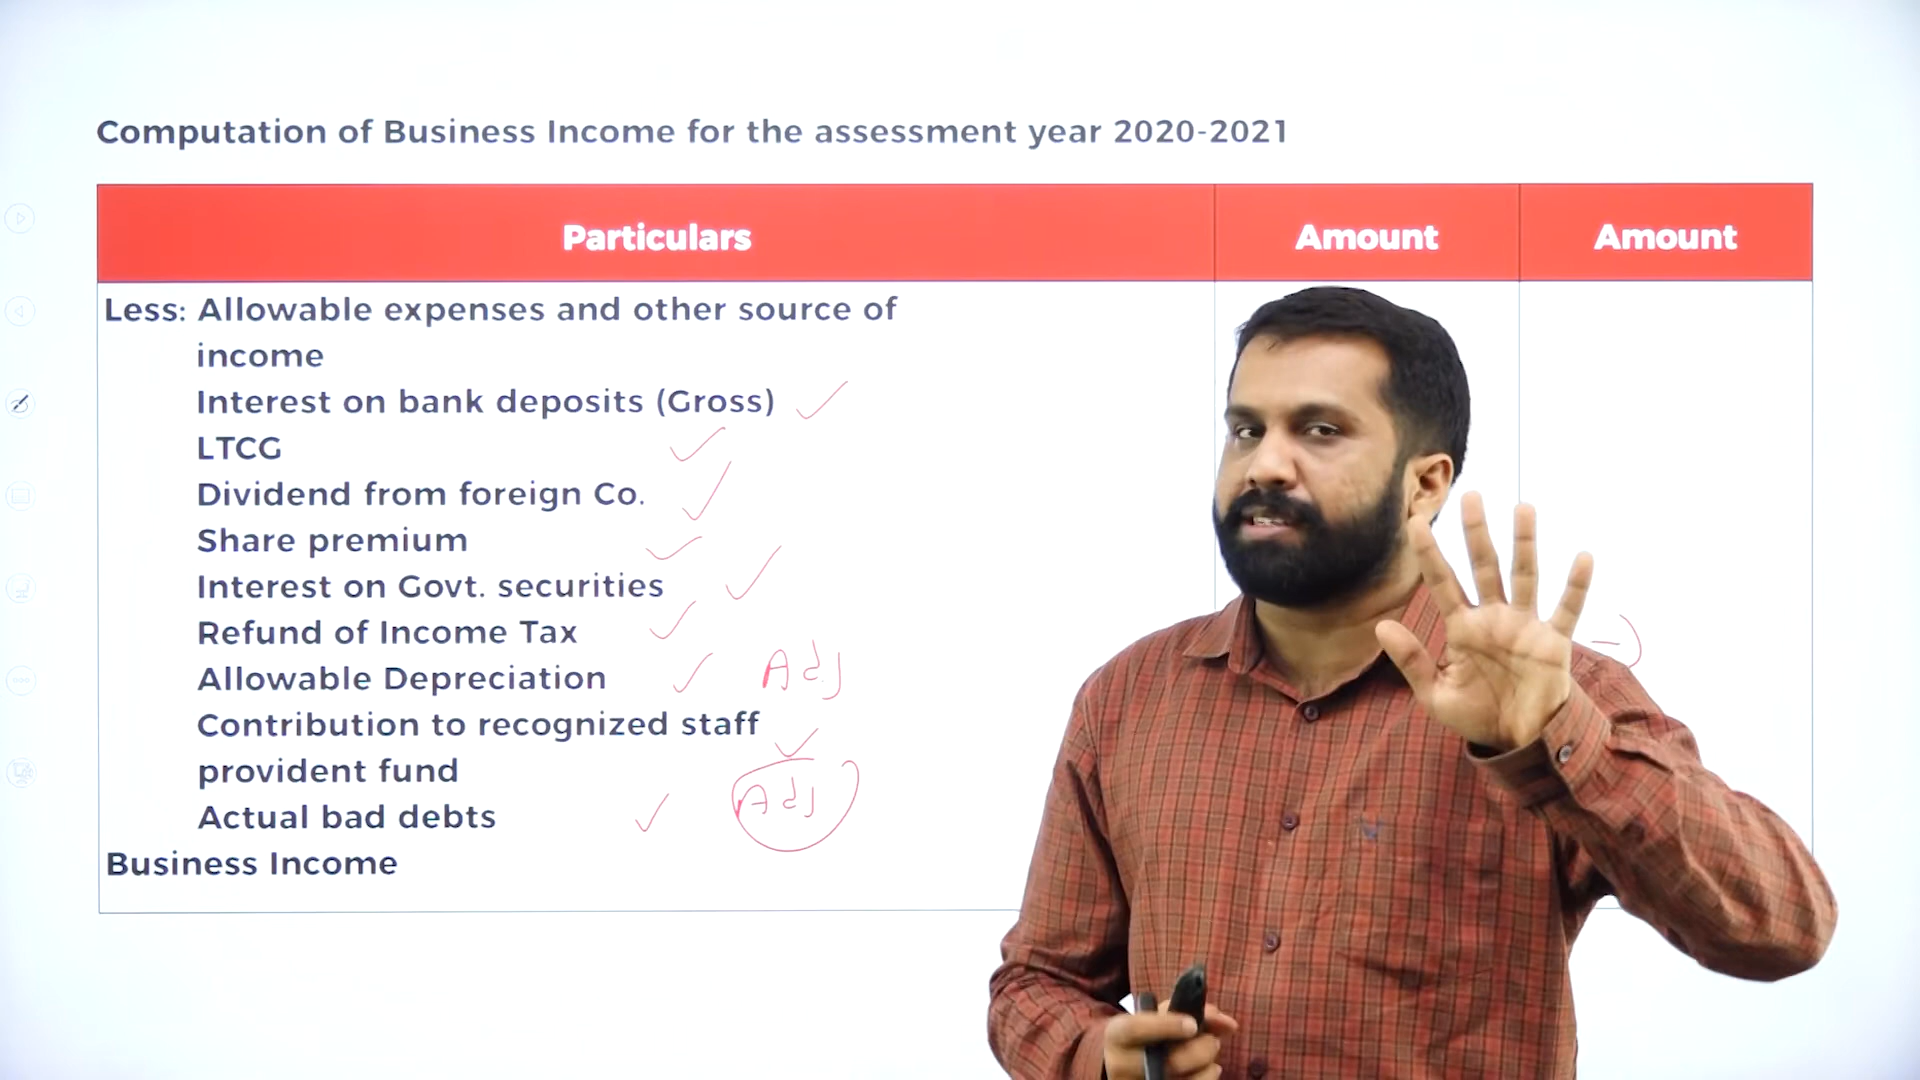 Computation of Business Income for the assessment year 2020-2021
Particulars Amount Amount
Less: Allowable expenses and other source of
income
Interest on bank deposits (Gross)
LTCG
Dividend from foreign Co.
Share premium
Interest on Govt. securities
Refund of Income Tax
Allowable Depreciation Adj
Contribution to recognized staff
provident fund Adj
Actual bad debts
Business Income